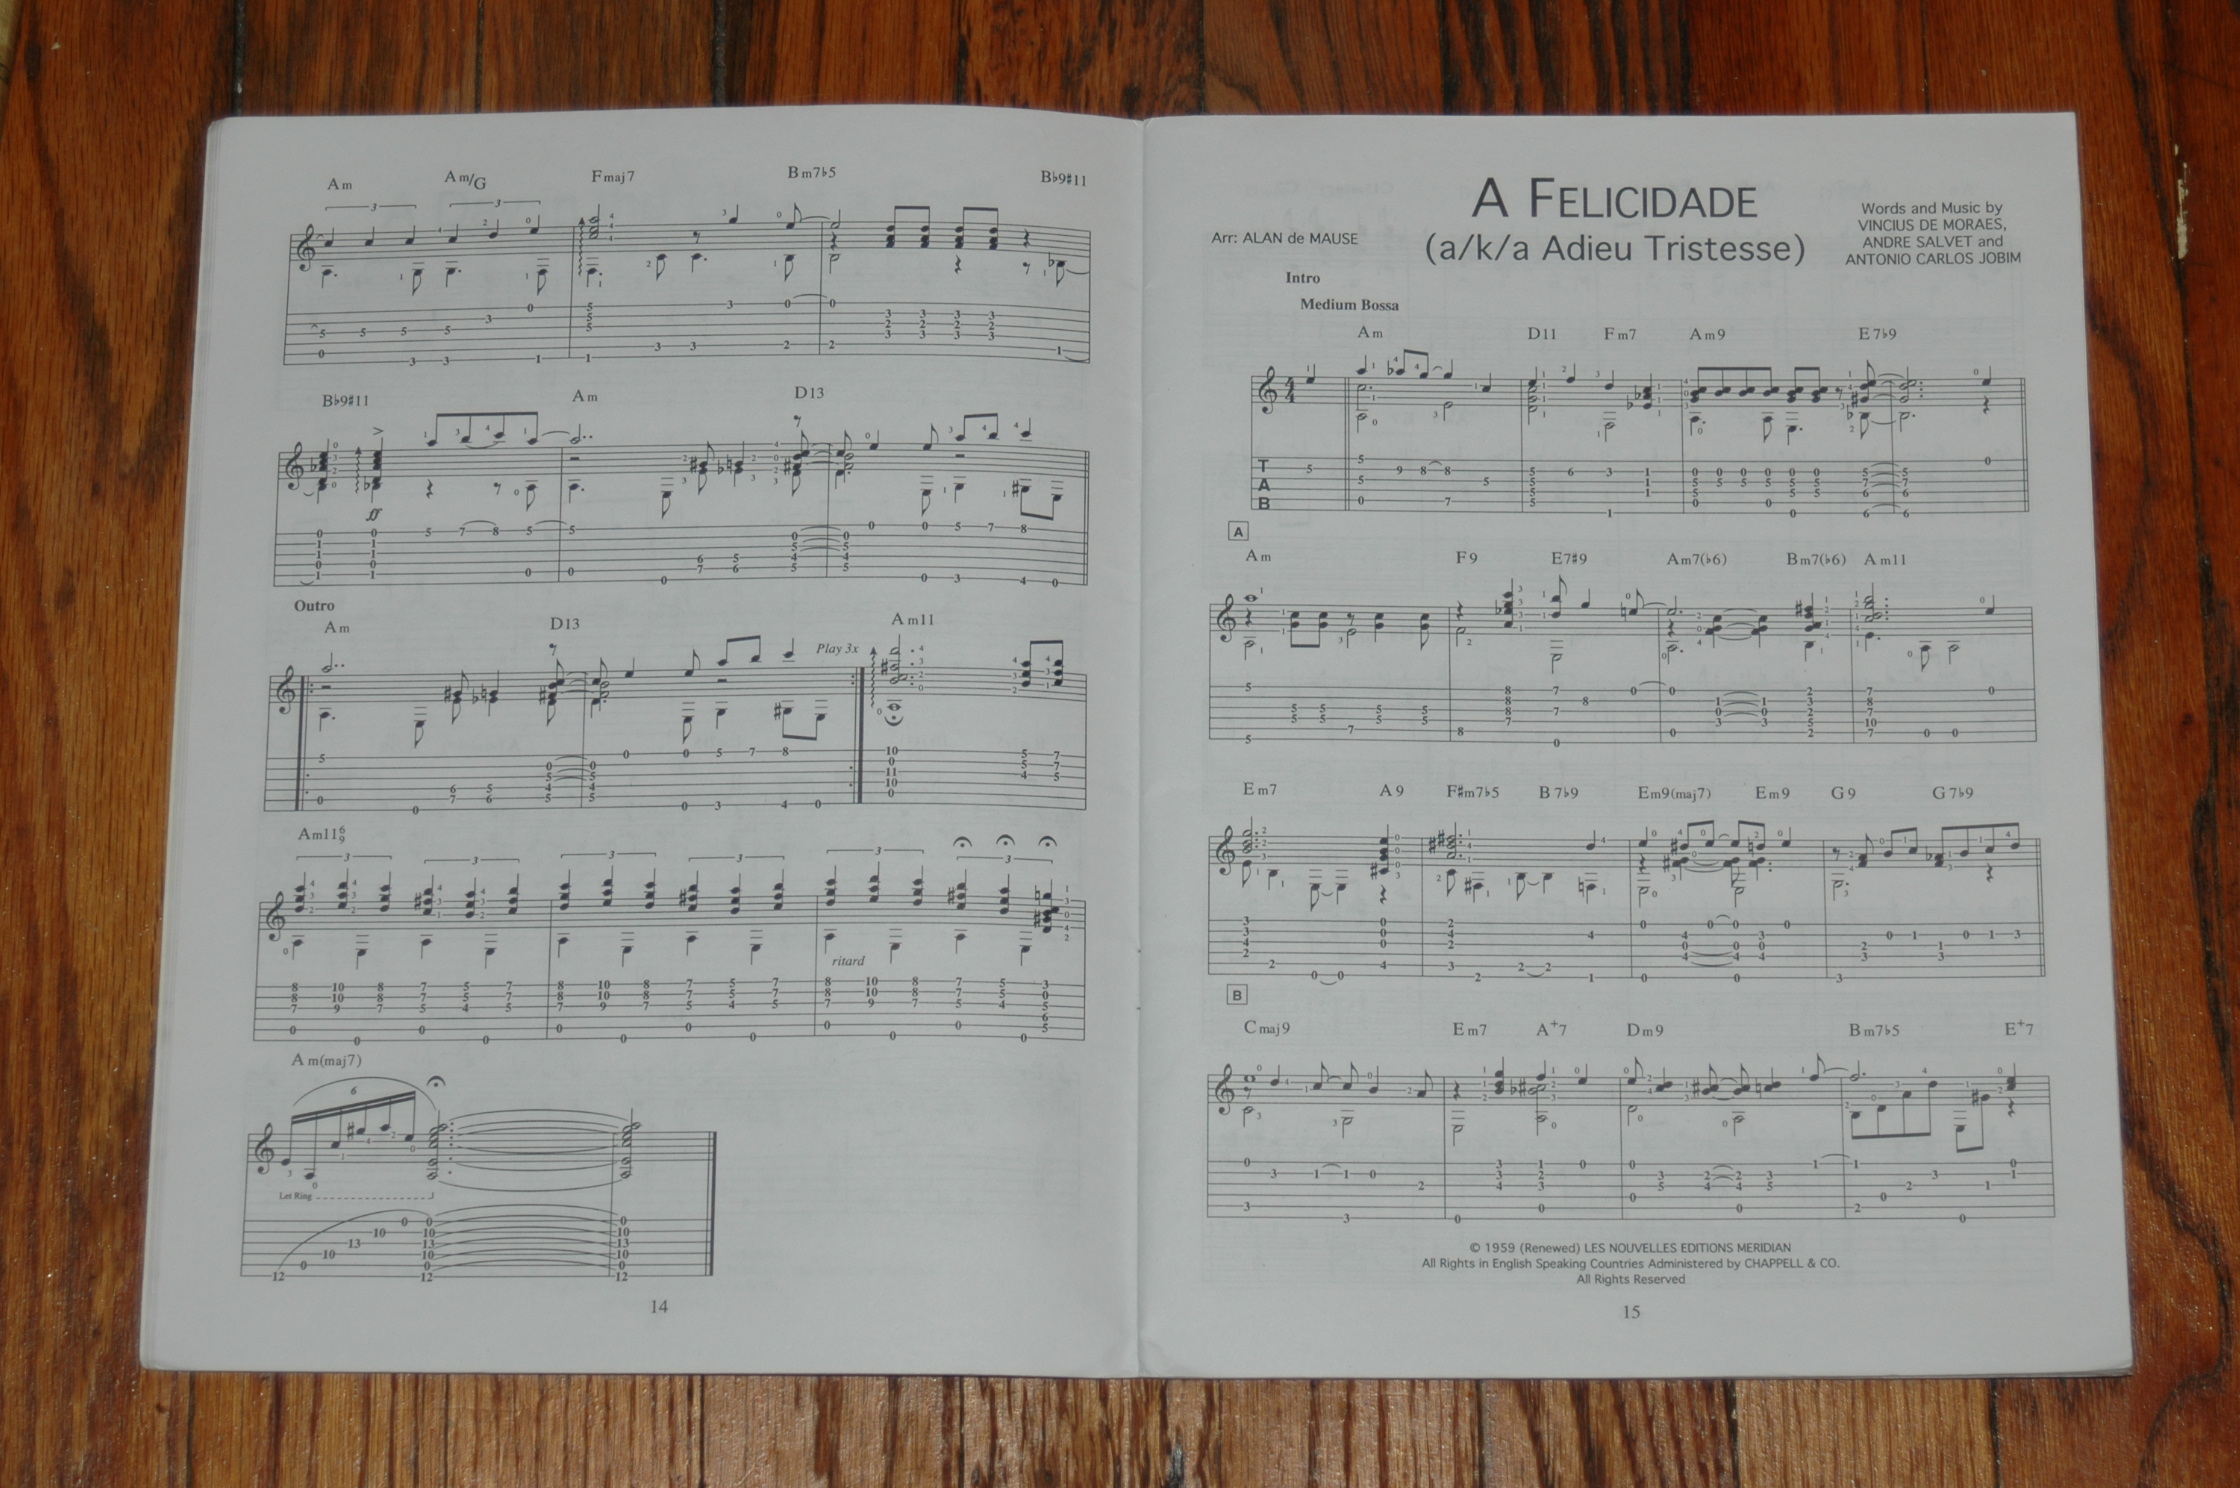 Am Am/G Fmaj7 Bm7♭5 B♭9♯11
B♭9♯11 Am D13
ff
Outro
Am D13 Am11
Play 3x
Am11 6 9
ritard
Am(maj7)
Let Ring
14
A FELICIDADE
(a/k/a Adieu Tristesse)
Arr: ALAN de MAUSE
Words and Music by
VINCIUS DE MORAES,
ANDRE SALVET and
ANTONIO CARLOS JOBIM
Intro
Medium Bossa
Am D11 Fm7 Am9 E7♭9
T
A
B
A
Am F9 E7♯9 Am7(♭6) Bm7(♭6) Am11
Em7 A9 F♯m7♭5 B7♭9 Em9(maj7) Em9 G9 G7♭9
B
Cmaj9 Em7 A+7 Dm9 Bm7♭5 E+7
© 1959 (Renewed) LES NOUVELLES EDITIONS MERIDIAN
All Rights in English Speaking Countries Administered by CHAPPELL & CO.
All Rights Reserved
15